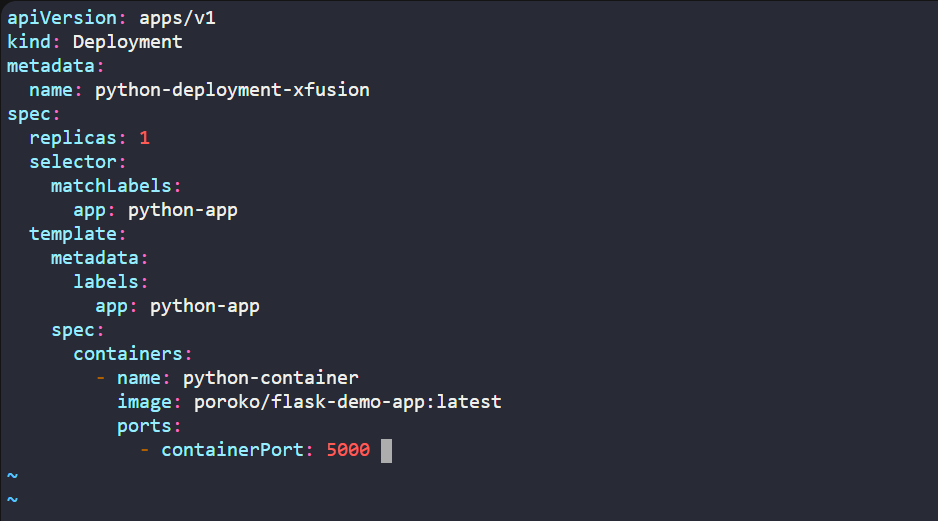 apiVersion: apps/v1
kind: Deployment
metadata:
  name: python-deployment-xfusion
spec:
  replicas: 1
  selector:
    matchLabels:
      app: python-app
  template:
    metadata:
      labels:
        app: python-app
    spec:
      containers:
        - name: python-container
          image: poroko/flask-demo-app:latest
          ports:
            - containerPort: 5000
~
~